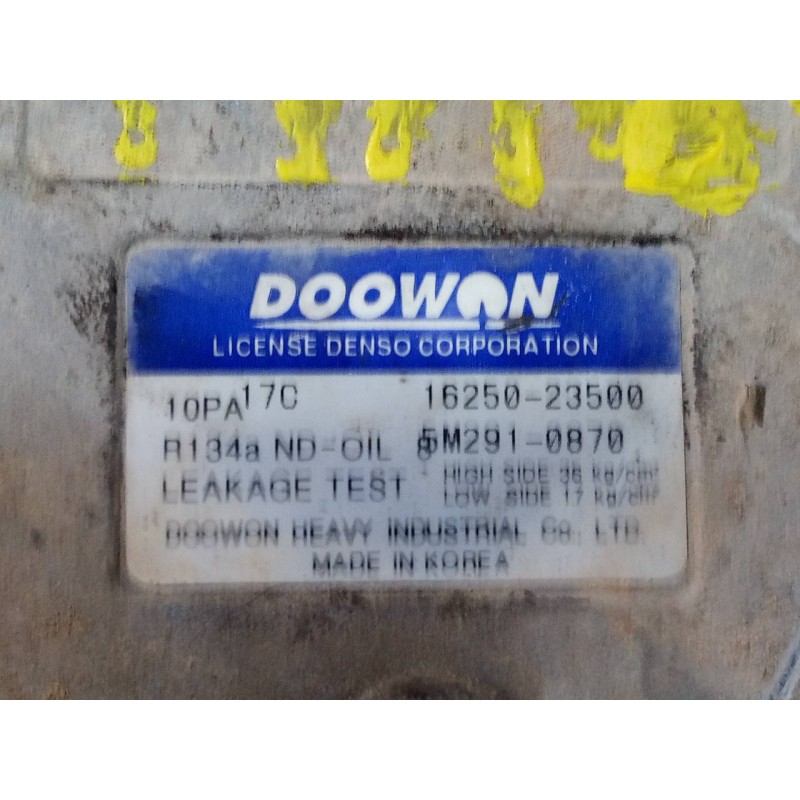 DOOWON
LICENSE DENSO CORPORATION
10PA17C 16250-23500
R134a ND-OIL 8 5M291-0870
LEAKAGE TEST HIGH SIDE 36 kg/cm²
LOW SIDE 17 kg/cm²
DOOWON HEAVY INDUSTRIAL CO., LTD.
MADE IN KOREA